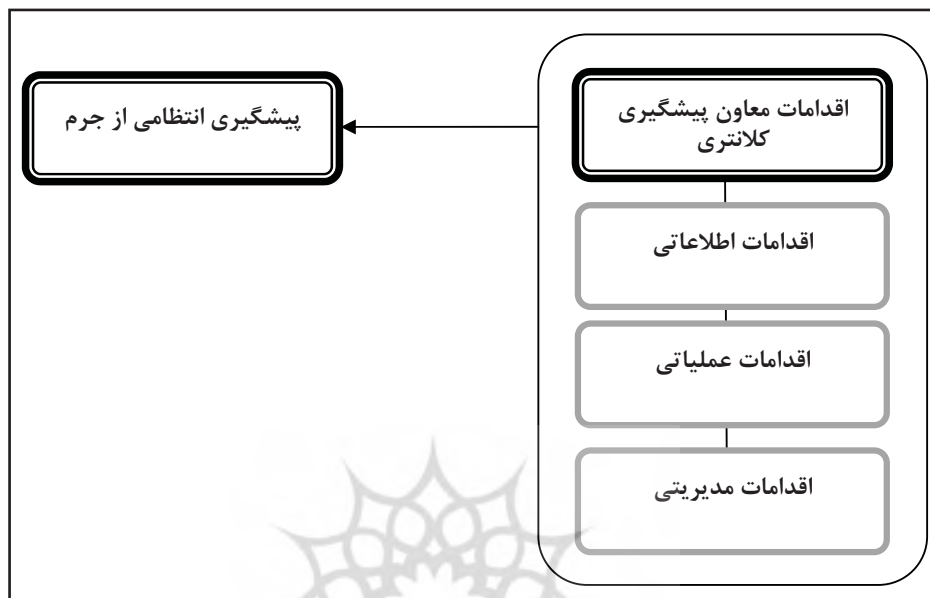 اقدامات معاون پیشگیری
کلانتری
پیشگیری انتظامی از جرم
اقدامات اطلاعاتی
اقدامات عملیاتی
اقدامات مدیریتی